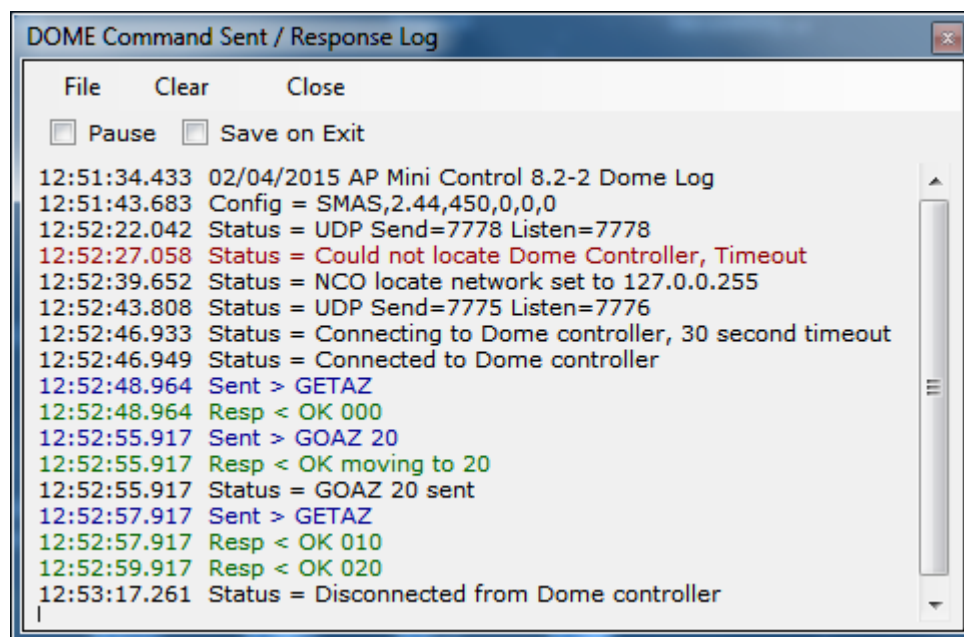 DOME Command Sent / Response Log
File Clear Close
Pause Save on Exit
12:51:34.433 02/04/2015 AP Mini Control 8.2-2 Dome Log
12:51:43.683 Config = SMAS,2.44,450,0,0,0
12:52:22.042 Status = UDP Send=7778 Listen=7778
12:52:27.058 Status = Could not locate Dome Controller, Timeout
12:52:39.652 Status = NCO locate network set to 127.0.0.255
12:52:43.808 Status = UDP Send=7775 Listen=7776
12:52:46.933 Status = Connecting to Dome controller, 30 second timeout
12:52:46.949 Status = Connected to Dome controller
12:52:48.964 Sent > GETAZ
12:52:48.964 Resp < OK 000
12:52:55.917 Sent > GOAZ 20
12:52:55.917 Resp < OK moving to 20
12:52:55.917 Status = GOAZ 20 sent
12:52:57.917 Sent > GETAZ
12:52:57.917 Resp < OK 010
12:52:59.917 Resp < OK 020
12:53:17.261 Status = Disconnected from Dome controller